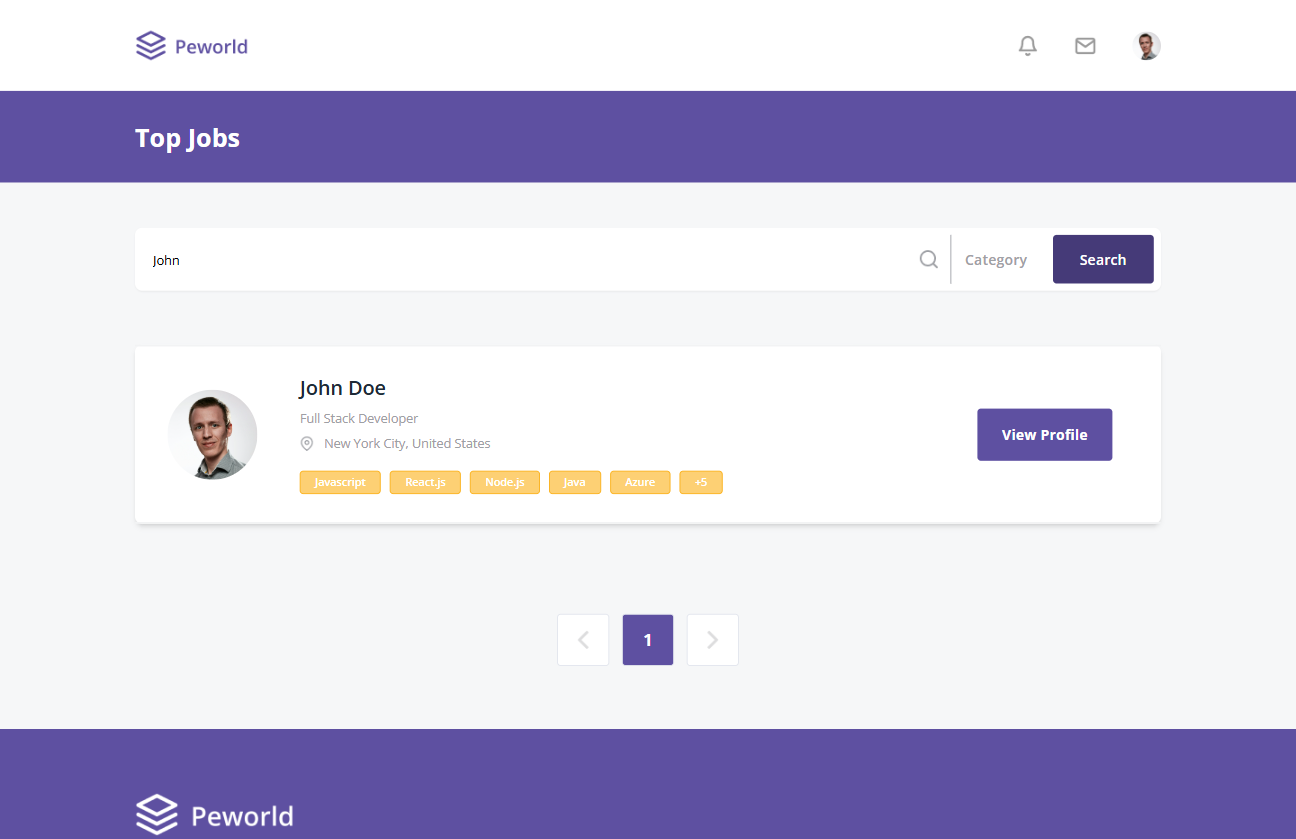 Peworld
Top Jobs
John
Category
Search
John Doe
Full Stack Developer
New York City, United States
View Profile
Javascript
React.js
Node.js
Java
Azure
+5
1
Peworld